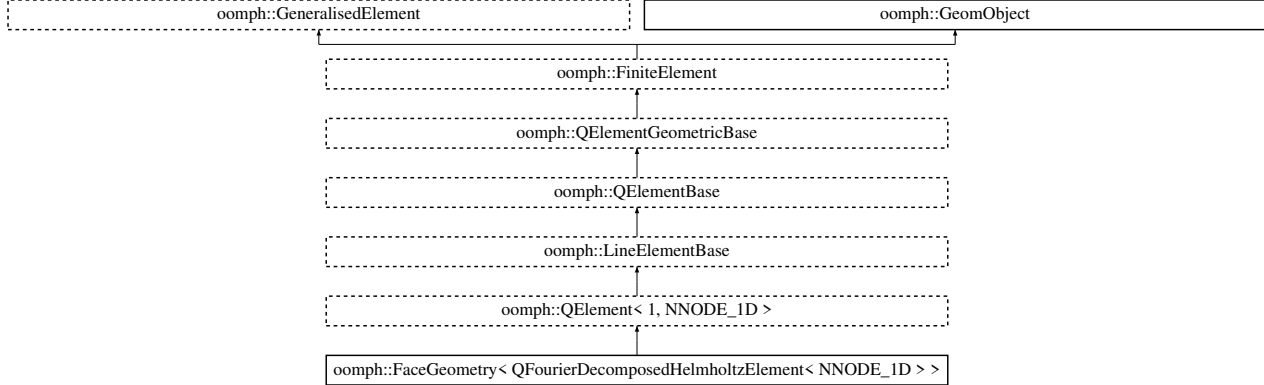 oomph::GeneralisedElement
oomph::GeomObject
oomph::FiniteElement
oomph::QElementGeometricBase
oomph::QElementBase
oomph::LineElementBase
oomph::QElement< 1, NNODE_1D >
oomph::FaceGeometry< QFourierDecomposedHelmholtzElement< NNODE_1D > >